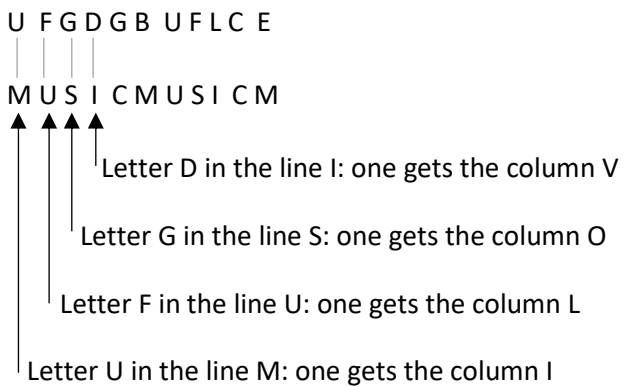 U F G D G B U F L C E
M U S I C M U S I C M
Letter D in the line I: one gets the column V
Letter G in the line S: one gets the column O
Letter F in the line U: one gets the column L
Letter U in the line M: one gets the column I